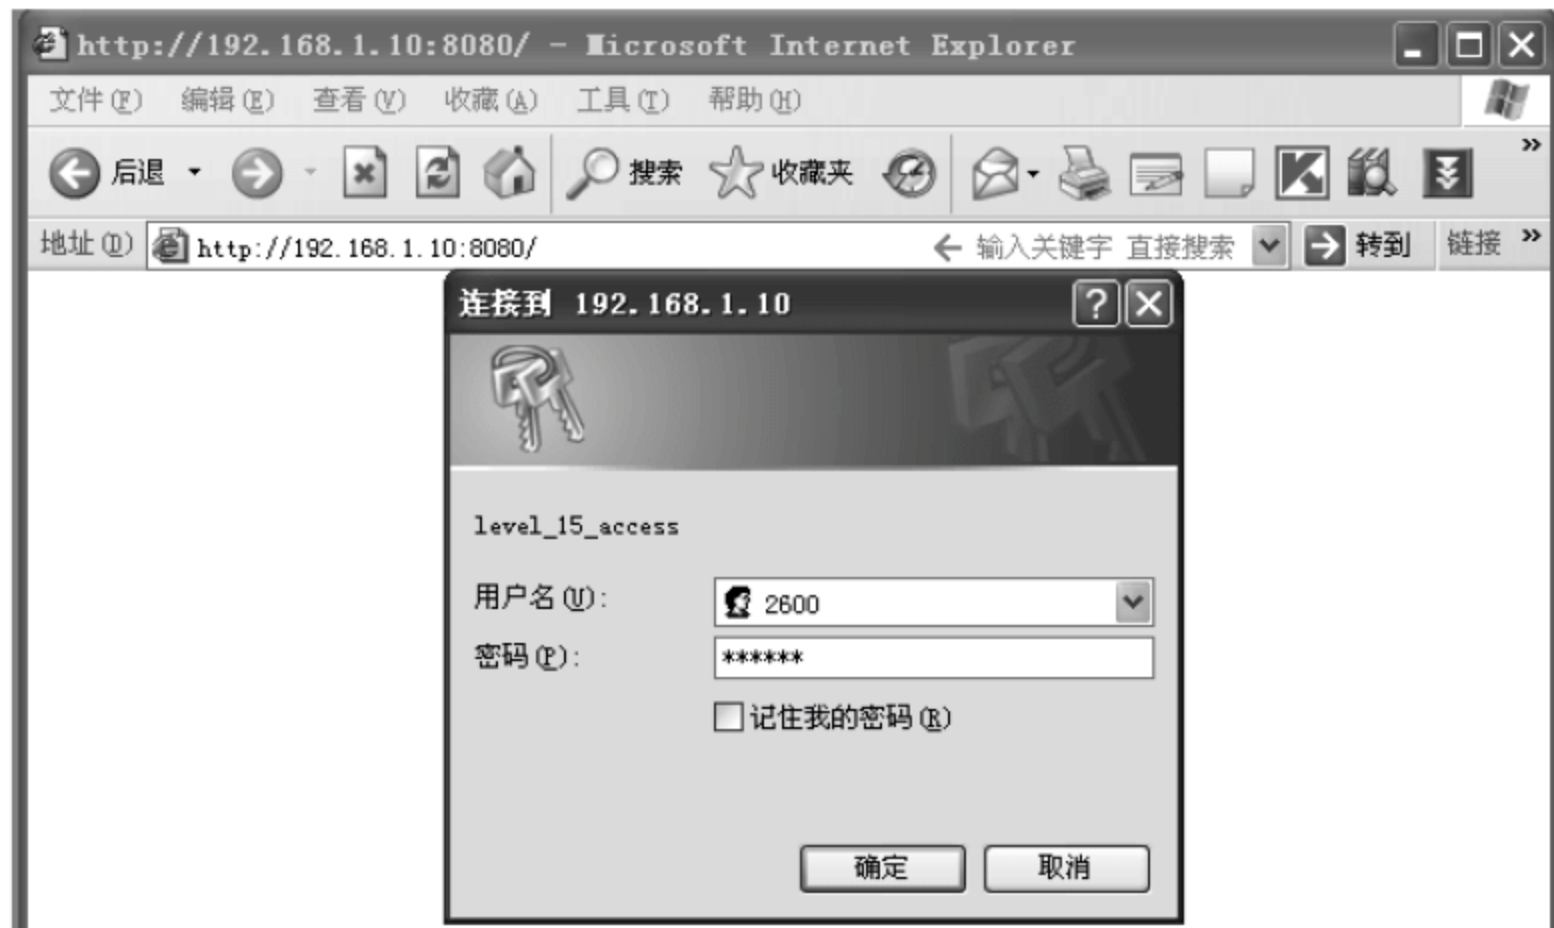 http://192.168.1.10:8080/ - Microsoft Internet Explorer
文件(F) 编辑(E) 查看(V) 收藏(A) 工具(T) 帮助(H)
后退 搜索 收藏夹 »
地址(D) http://192.168.1.10:8080/ 输入关键字 直接搜索 转到 链接 »
连接到 192.168.1.10
level_15_access
用户名(U): 2600
密码(P): ******
记住我的密码(R)
确定 取消